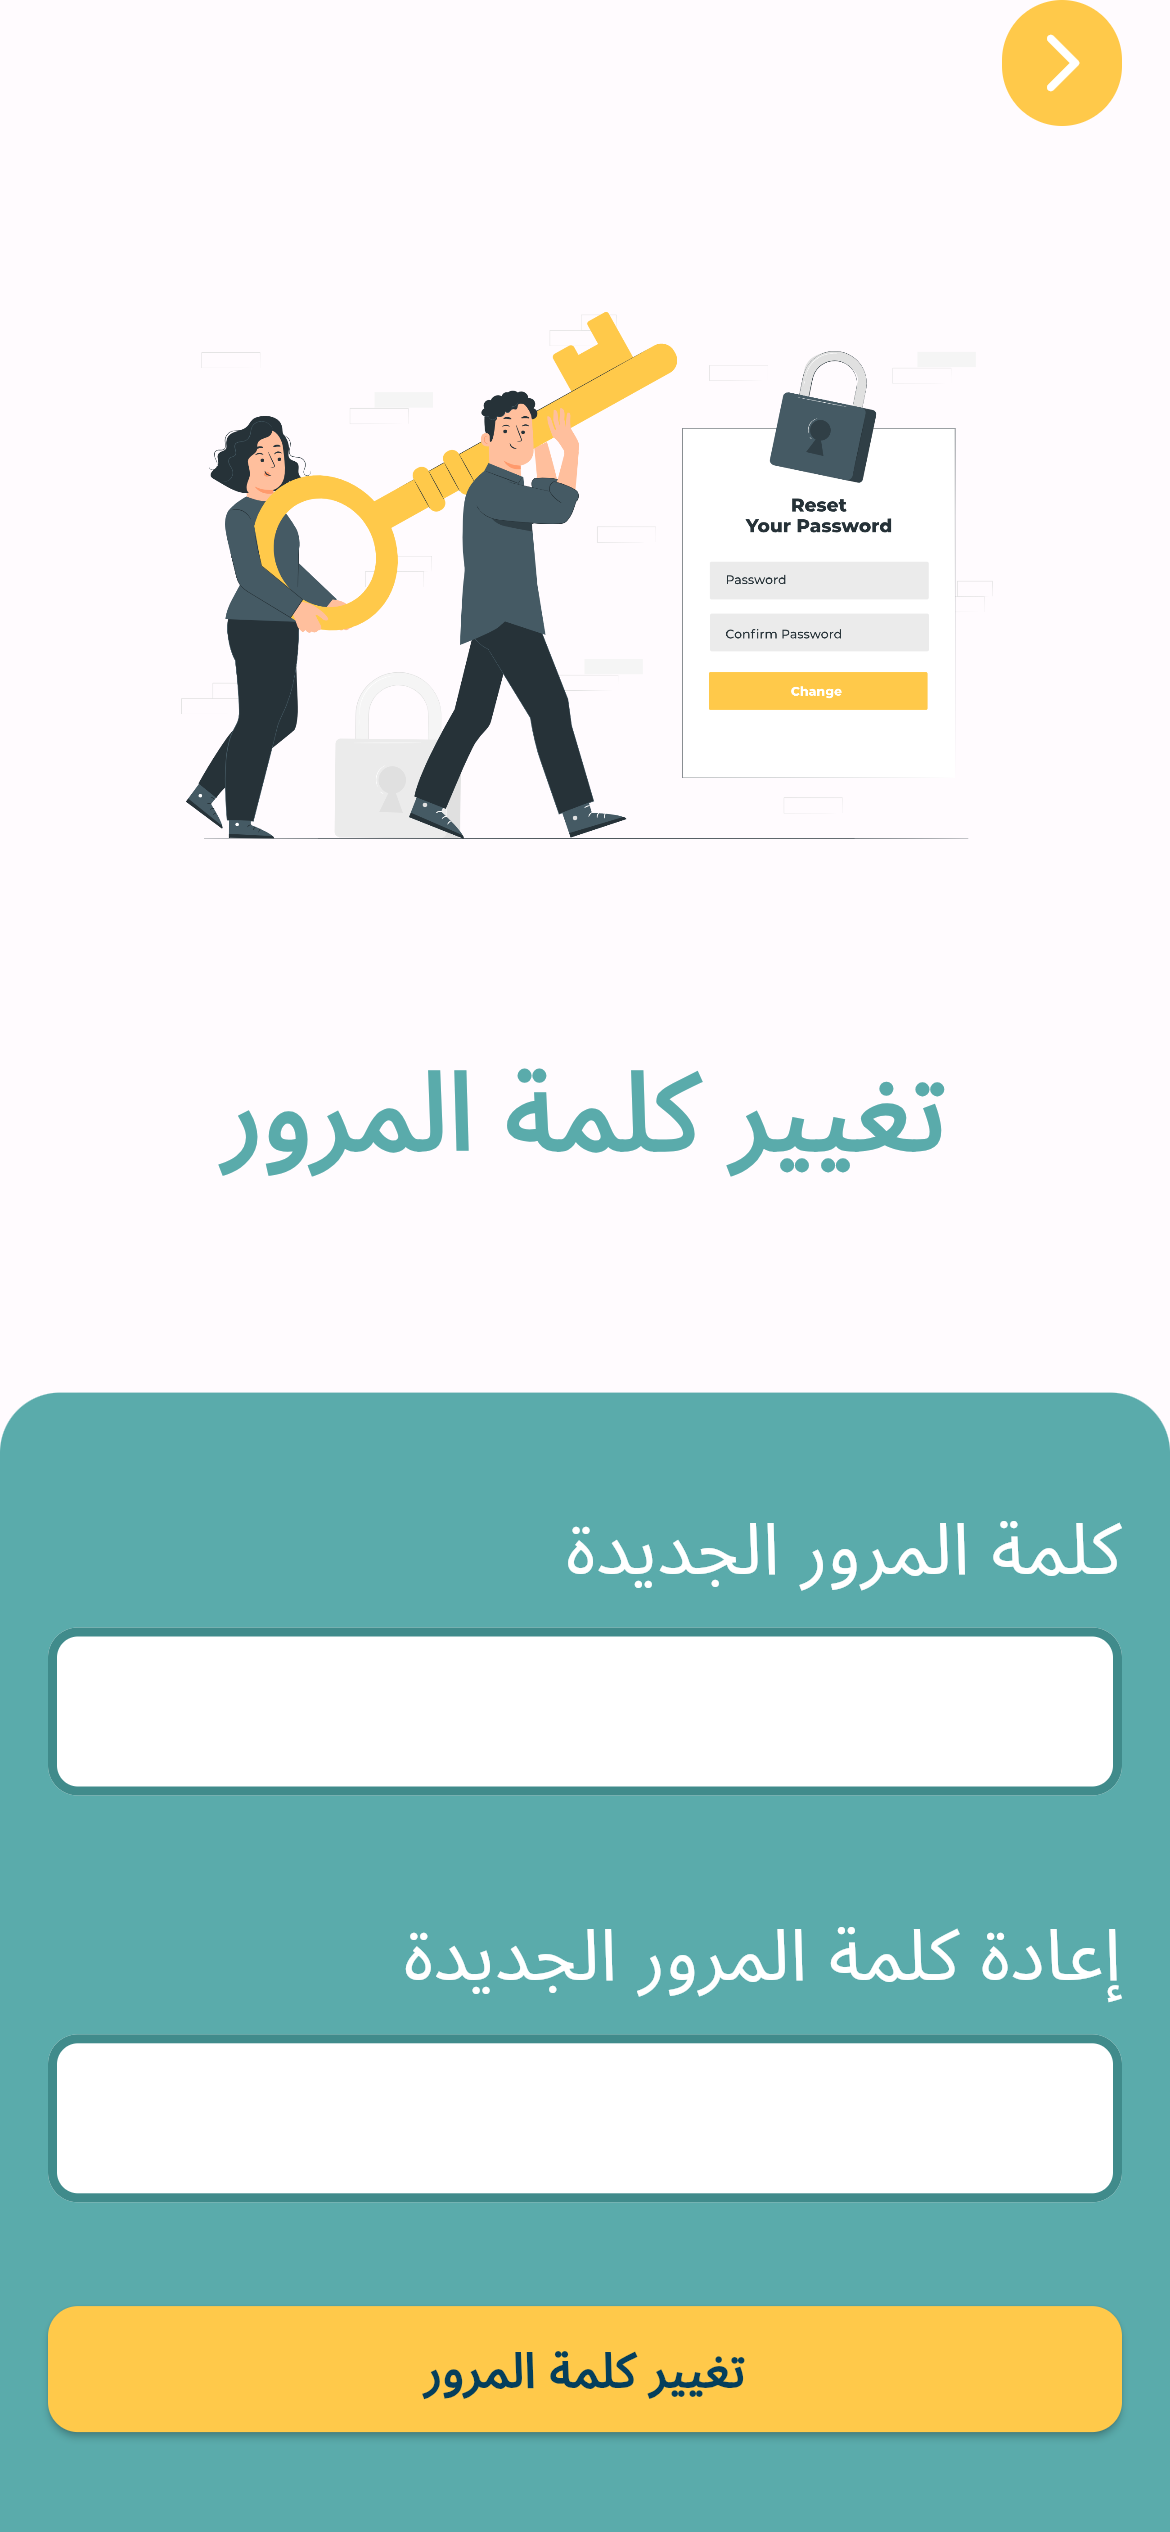 Reset
Your Password
Password
Confirm Password
Change
تغيير كلمة المرور
كلمة المرور الجديدة
إعادة كلمة المرور الجديدة
تغيير كلمة المرور